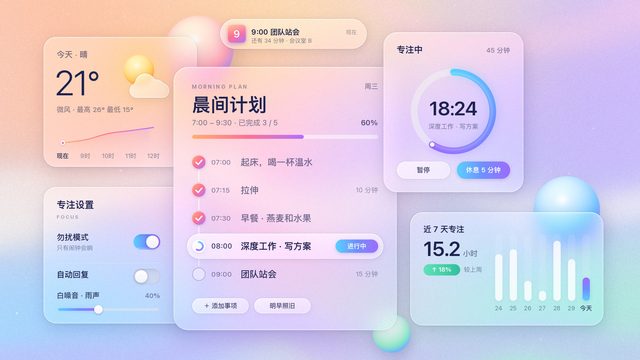 今天 · 晴
21°
微风 · 最高 26° 最低 15°
现在 9时 10时 11时 12时
9
9:00 团队站会
还有 34 分钟 · 会议室 B
现在
MORNING PLAN
周三
晨间计划
7:00 – 9:30 · 已完成 3 / 5
60%
07:00 起床，喝一杯温水
07:15 拉伸 10 分钟
07:30 早餐 · 燕麦和水果
08:00 深度工作 · 写方案 进行中
09:00 团队站会 15 分钟
+ 添加事项
明早照旧
专注中
45 分钟
18:24
深度工作 · 写方案
暂停
休息 5 分钟
专注设置
FOCUS
勿扰模式
只有闹钟会响
自动回复
白噪音 · 雨声 40%
近 7 天专注
15.2 小时
↑ 18% 较上周
24 25 26 27 28 29 今天